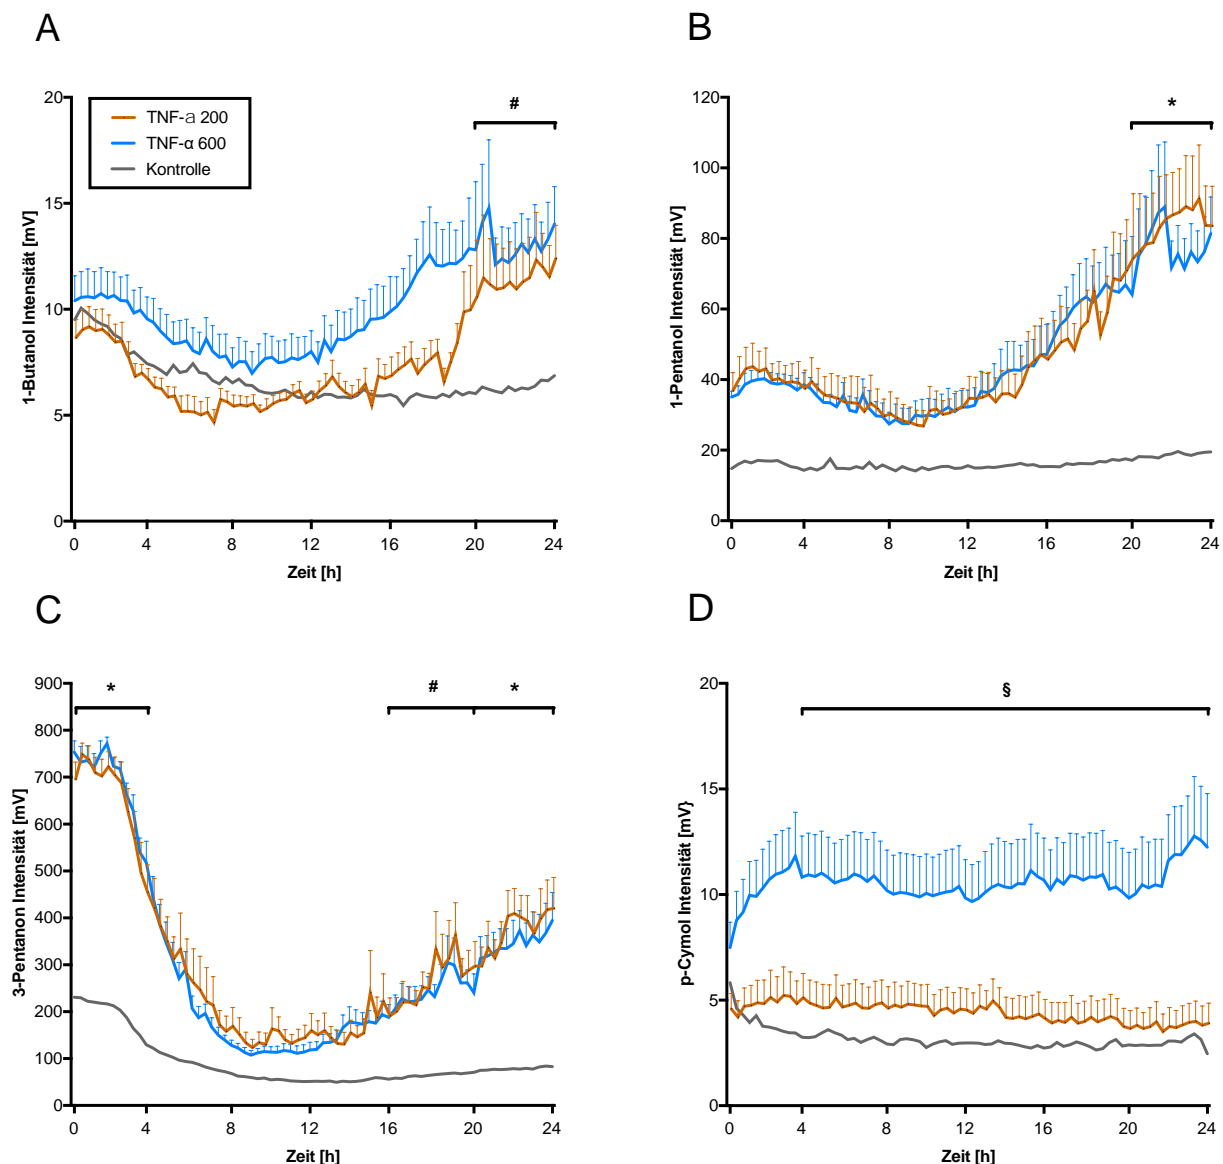 A
1-Butanol Intensität [mV]
20
15
10
5
0
TNF-a 200
TNF-α 600
Kontrolle
#
0 4 8 12 16 20 24
Zeit [h]
B
1-Pentanol Intensität [mV]
120
100
80
60
40
20
0
*
0 4 8 12 16 20 24
Zeit [h]
C
3-Pentanon Intensität [mV]
900
800
700
600
500
400
300
200
100
0
* # *
0 4 8 12 16 20 24
Zeit [h]
D
p-Cymol Intensität [mV}
20
15
10
5
0
§
0 4 8 12 16 20 24
Zeit [h]